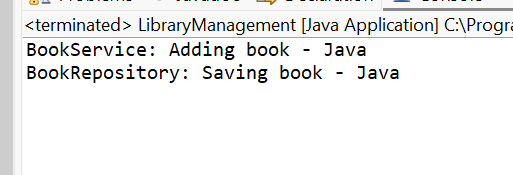 <terminated> LibraryManagement [Java Application] C:\Progra
BookService: Adding book - Java
BookRepository: Saving book - Java